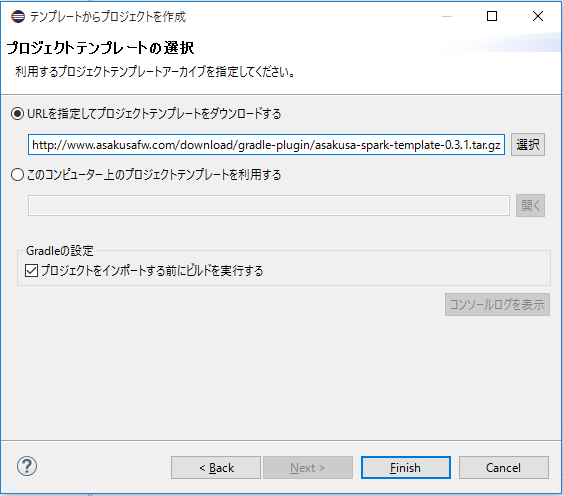 テンプレートからプロジェクトを作成
プロジェクトテンプレートの選択
利用するプロジェクトテンプレートアーカイブを指定してください。
URLを指定してプロジェクトテンプレートをダウンロードする
http://www.asakusafw.com/download/gradle-plugin/asakusa-spark-template-0.3.1.tar.gz 選択
このコンピューター上のプロジェクトテンプレートを利用する
開く
Gradleの設定
プロジェクトをインポートする前にビルドを実行する
コンソールログを表示
? < Back Next > Finish Cancel